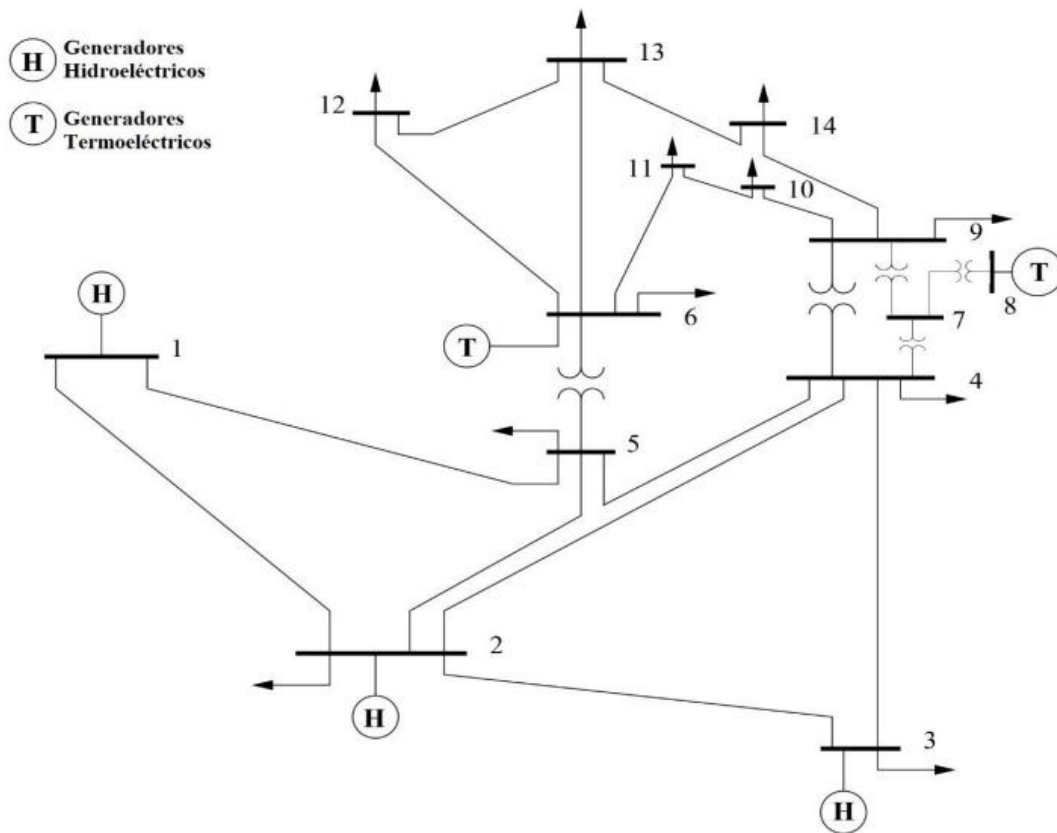 H
Generadores
Hidroeléctricos
T
Generadores
Termoeléctricos
13
12
14
11
10
9
8
T
7
6
T
H
1
4
5
2
H
3
H